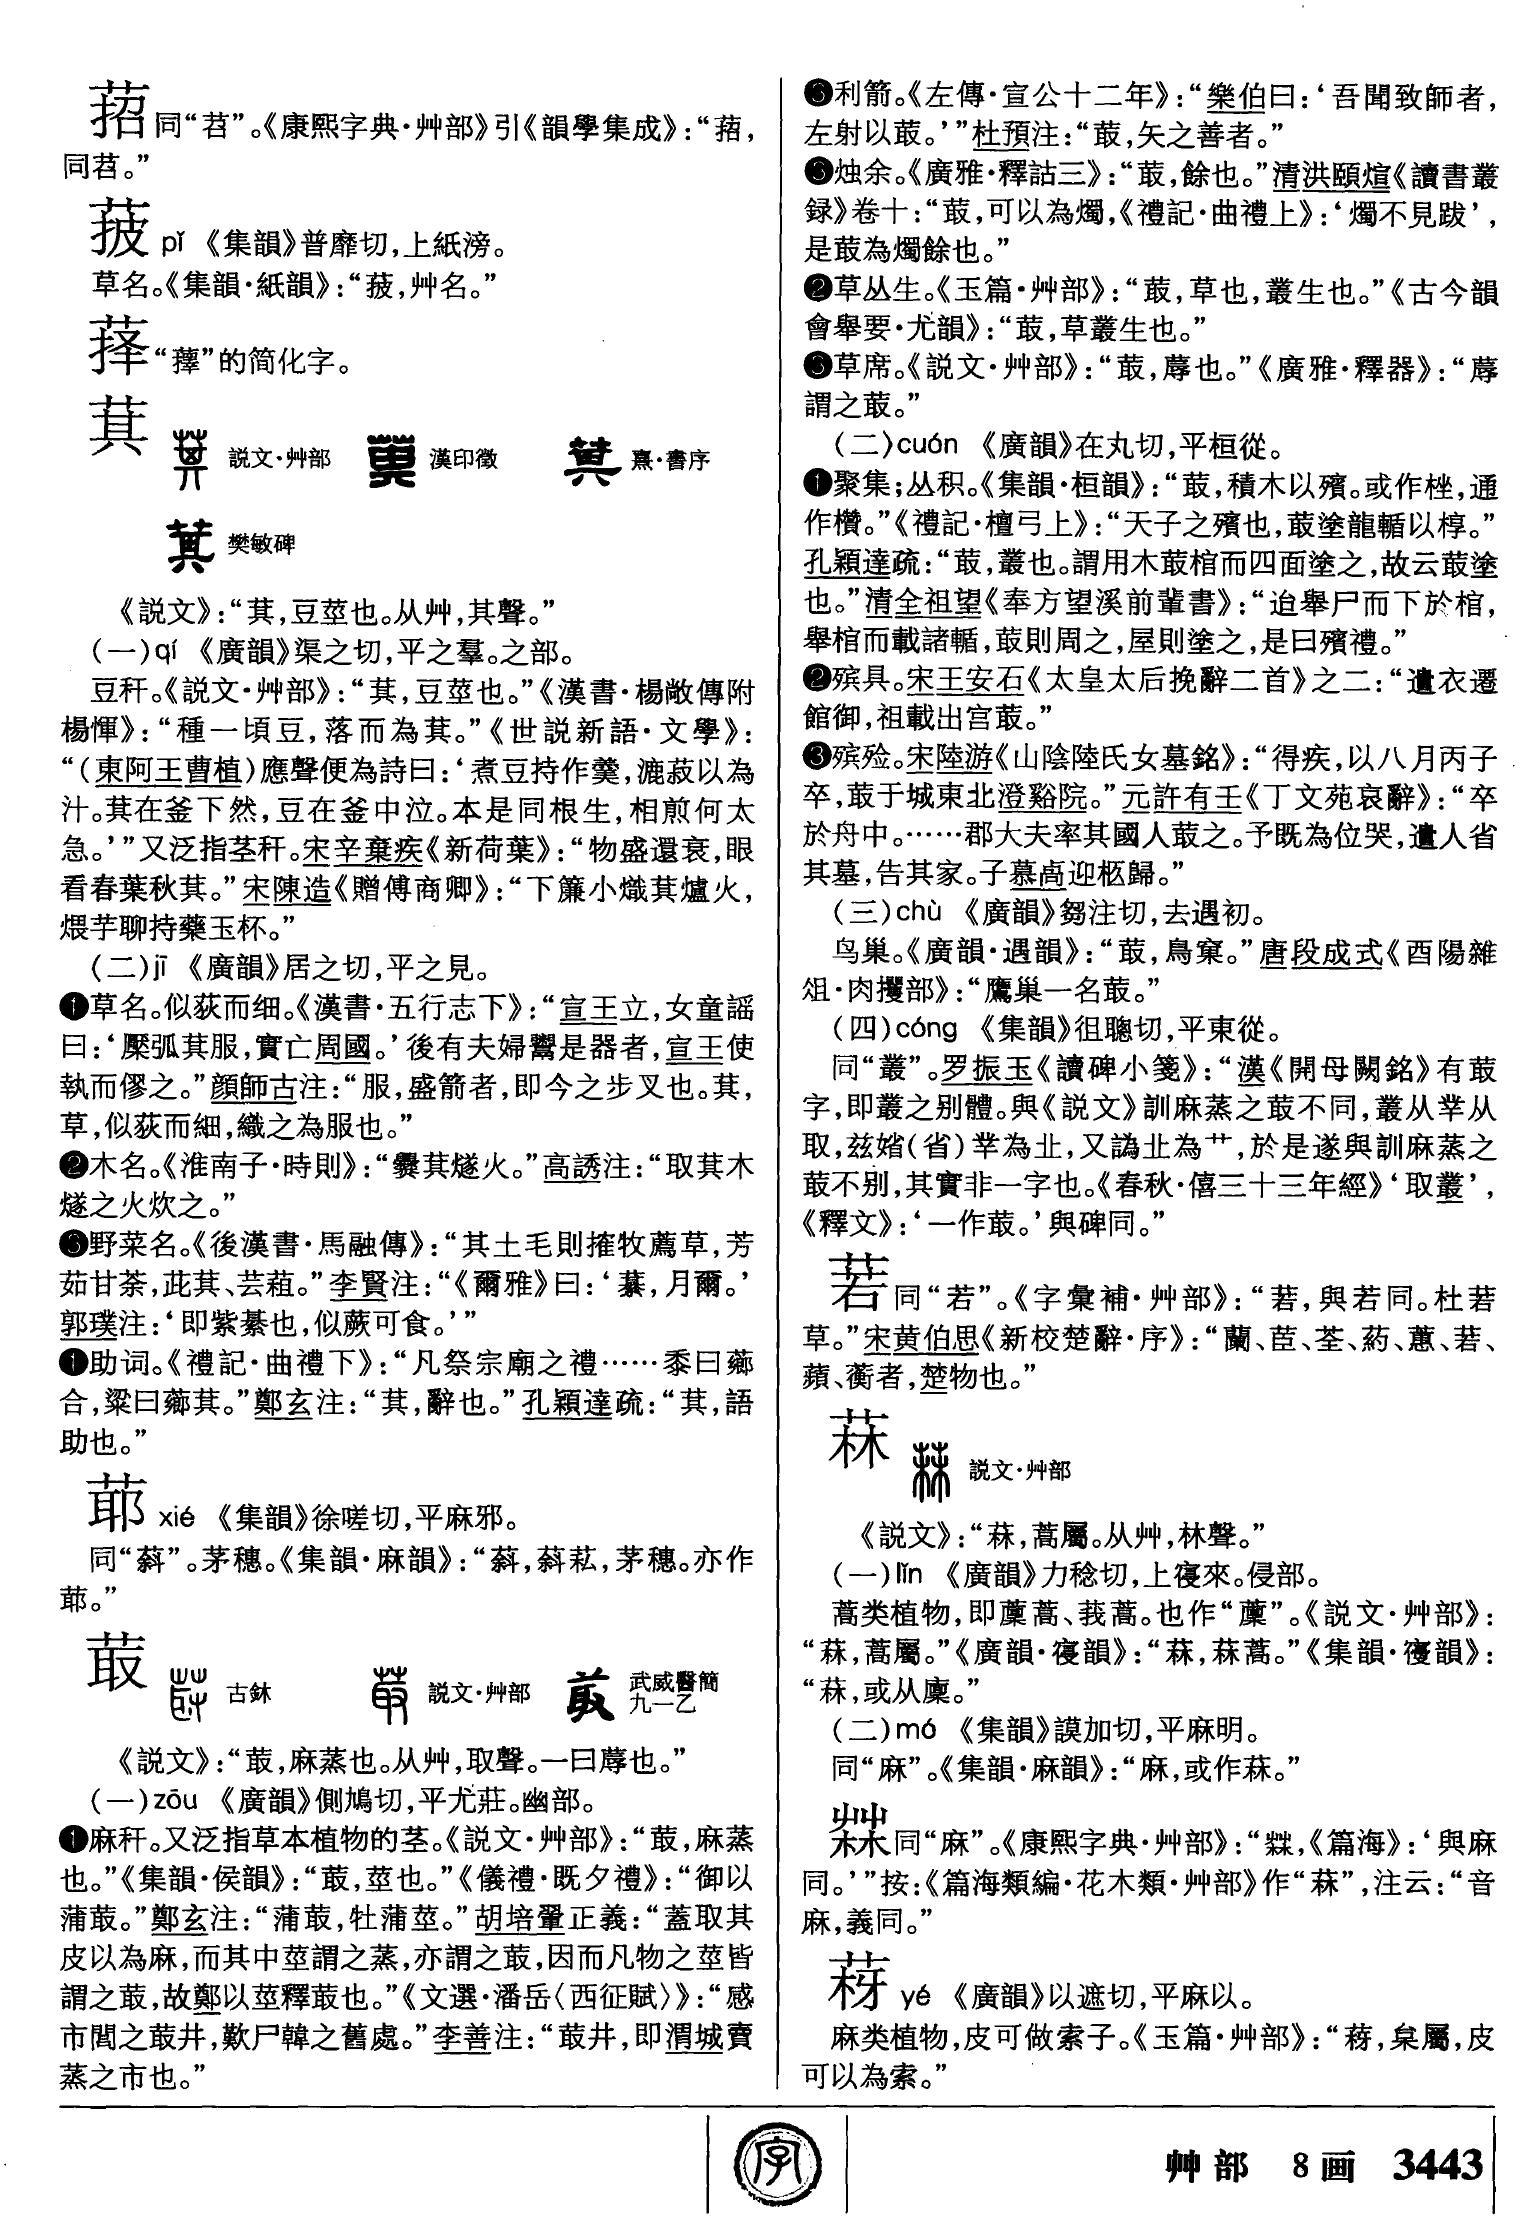 𦯀同“苕”。《康熙字典·艸部》引《韻學集成》：“𦯀，
同苕。”
pǐ 《集韻》普靡切，上紙滂。
草名。《集韻·紙韻》：“，艸名。”
萚“蘀”的简化字。
萁
説文·艸部 漢印徵 熹·書序
樊敏碑
《説文》：“萁，豆莖也。从艸，其聲。”
（一）qí 《廣韻》渠之切，平之羣。之部。
豆秆。《説文·艸部》：“萁，豆莖也。”《漢書·楊敞傳附
楊惲》：“種一頃豆，落而為萁。”《世説新語·文學》：
“（東阿王曹植）應聲便為詩曰：‘煮豆持作羹，漉菽以為
汁。萁在釜下然，豆在釜中泣。本是同根生，相煎何太
急。’”又泛指茎秆。宋辛棄疾《新荷葉》：“物盛還衰，眼
看春葉秋萁。”宋陳造《贈傅商卿》：“下簾小熾萁爐火，
煨芋聊持藥玉杯。”
（二）jī 《廣韻》居之切，平之見。
❶草名。似荻而细。《漢書·五行志下》：“宣王立，女童謡
曰：‘檿弧萁服，實亡周國。’後有夫婦鬻是器者，宣王使
執而僇之。”顔師古注：“服，盛箭者，即今之步叉也。萁，
草，似荻而細，織之為服也。”
❷木名。《淮南子·時則》：“爨萁燧火。”高誘注：“取萁木
燧之火炊之。”
❸野菜名。《後漢書·馬融傳》：“其土毛則搉牧薦草，芳
茹甘荼，茈萁、芸蒩。”李賢注：“《爾雅》曰：‘藄，月爾。’
郭璞注：‘即紫綦也，似蕨可食。’”
❶助词。《禮記·曲禮下》：“凡祭宗廟之禮……黍曰薌
合，粱曰薌萁。”鄭玄注：“萁，辭也。”孔穎達疏：“萁，語
助也。”
䓉xié 《集韻》徐嗟切，平麻邪。
同“䔑”。茅穗。《集韻·麻韻》：“䔑，䔑䓤，茅穗。亦作
䓉。”
菆
古鉥 説文·艸部 武威醫簡
九一乙
《説文》：“菆，麻蒸也。从艸，取聲。一曰蓐也。”
（一）zōu 《廣韻》側鳩切，平尤莊。幽部。
❶麻秆。又泛指草本植物的茎。《説文·艸部》：“菆，麻蒸
也。”《集韻·侯韻》：“菆，莖也。”《儀禮·既夕禮》：“御以
蒲菆。”鄭玄注：“蒲菆，牡蒲莖。”胡培翬正義：“蓋取其
皮以為麻，而其中莖謂之蒸，亦謂之菆，因而凡物之莖皆
謂之菆，故鄭以莖釋菆也。”《文選·潘岳〈西征賦〉》：“感
市閭之菆井，歎尸韓之舊處。”李善注：“菆井，即渭城賣
蒸之市也。”
❸利箭。《左傳·宣公十二年》：“樂伯曰：‘吾聞致師者，
左射以菆。’”杜預注：“菆，矢之善者。”
❸烛余。《廣雅·釋詁三》：“菆，餘也。”清洪頤煊《讀書叢
録》卷十：“菆，可以為燭，《禮記·曲禮上》：‘燭不見跋’，
是菆為燭餘也。”
❷草丛生。《玉篇·艸部》：“菆，草也，叢生也。”《古今韻
會舉要·尤韻》：“菆，草叢生也。”
❸草席。《説文·艸部》：“菆，蓐也。”《廣雅·釋器》：“蓐
謂之菆。”
（二）cuón 《廣韻》在丸切，平桓從。
❶聚集；丛积。《集韻·桓韻》：“菆，積木以殯。或作㭫，通
作欑。”《禮記·檀弓上》：“天子之殯也，菆塗龍輴以椁。”
孔穎達疏：“菆，叢也。謂用木菆棺而四面塗之，故云菆塗
也。”清全祖望《奉方望溪前輩書》：“迨舉尸而下於棺，
舉棺而載諸輴，菆則周之，屋則塗之，是曰殯禮。”
❷殡具。宋王安石《太皇太后挽辭二首》之二：“遺衣遷
館御，祖載出宫菆。”
❸殡殓。宋陸游《山陰陸氏女墓銘》：“得疾，以八月丙子
卒，菆于城東北澄谿院。”元許有壬《丁文苑哀辭》：“卒
於舟中。……郡大夫率其國人菆之。予既為位哭，遺人省
其墓，告其家。子慕卨迎柩歸。”
（三）chù 《廣韻》芻注切，去遇初。
鸟巢。《廣韻·遇韻》：“菆，鳥窠。”唐段成式《酉陽雜
俎·肉攫部》：“鷹巢一名菆。”
（四）cóng 《集韻》徂聰切，平東從。
同“叢”。罗振玉《讀碑小箋》：“漢《開母闕銘》有菆
字，即叢之别體。與《説文》訓麻蒸之菆不同，叢从丵从
取，玆媘（省）丵為业，又譌业為艹，於是遂與訓麻蒸之
菆不别，其實非一字也。《春秋·僖三十三年經》‘取叢’，
《釋文》：‘一作菆。’與碑同。”
𦯔同“若”。《字彙補·艸部》：“𦯔，與若同。杜𦯔
草。”宋黄伯思《新校楚辭·序》：“蘭、茝、荃、葯、蕙、𦯔、
蘋、蘅者，楚物也。”
菻
説文·艸部
《説文》：“菻，蒿屬。从艸，林聲。”
（一）lǐn 《廣韻》力稔切，上寑來。侵部。
蒿类植物，即蘪蒿、莪蒿。也作“蘪”。《説文·艸部》：
“菻，蒿屬。”《廣韻·寑韻》：“菻，菻蒿。”《集韻·寑韻》：
“菻，或从廩。”
（二）mó 《集韻》謨加切，平麻明。
同“麻”。《集韻·麻韻》：“麻，或作菻。”
同“麻”。《康熙字典·艸部》：“，《篇海》：‘與麻
同。’”按：《篇海類編·花木類·艸部》作“菻”，注云：“音
麻，義同。”
䓉yé 《廣韻》以遮切，平麻以。
麻类植物，皮可做索子。《玉篇·艸部》：“，枲屬，皮
可以為索。”
字
艸部 8画 3443